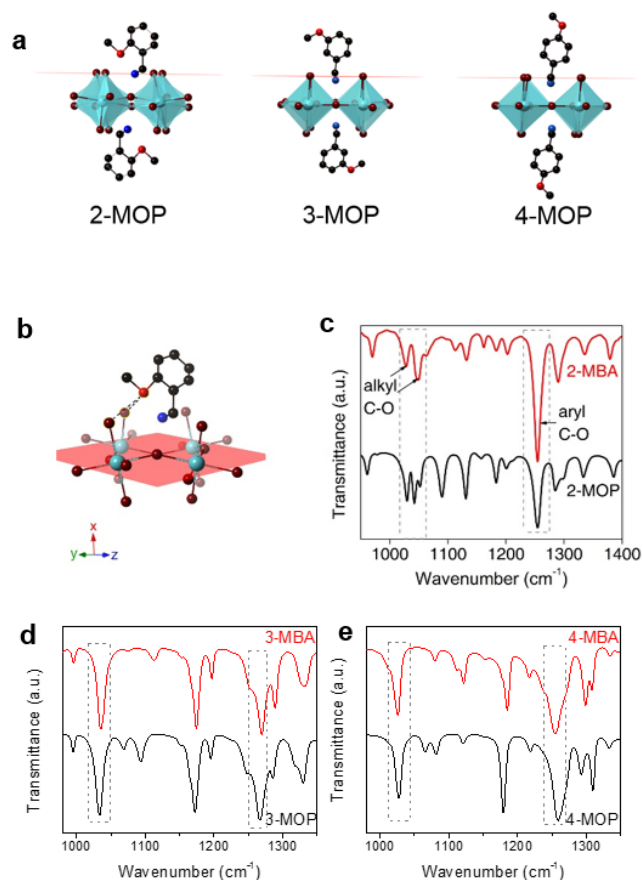 a
2-MOP
3-MOP
4-MOP
b
x
y
z
c
Transmittance (a.u.)
alkyl
C-O
2-MBA
aryl
C-O
2-MOP
1000 1100 1200 1300 1400
Wavenumber (cm⁻¹)
d
Transmittance (a.u.)
3-MBA
3-MOP
1000 1100 1200 1300
Wavenumber (cm⁻¹)
e
Transmittance (a.u.)
4-MBA
4-MOP
1000 1100 1200 1300
Wavenumber (cm⁻¹)